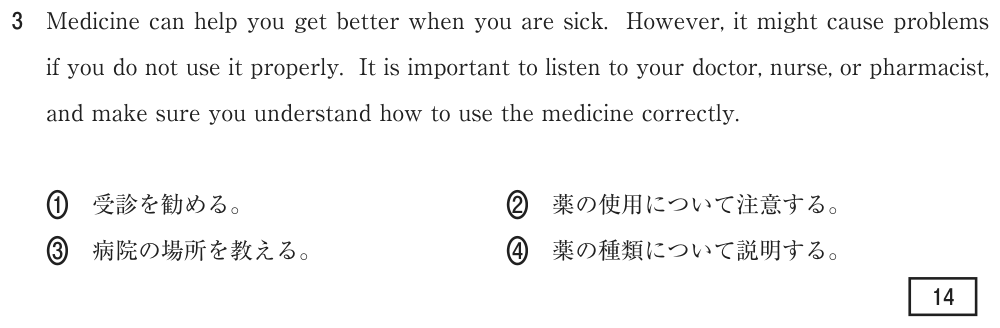 3 Medicine can help you get better when you are sick. However, it might cause problems
if you do not use it properly. It is important to listen to your doctor, nurse, or pharmacist,
and make sure you understand how to use the medicine correctly.
① 受診を勧める。 ② 薬の使用について注意する。
③ 病院の場所を教える。 ④ 薬の種類について説明する。
14